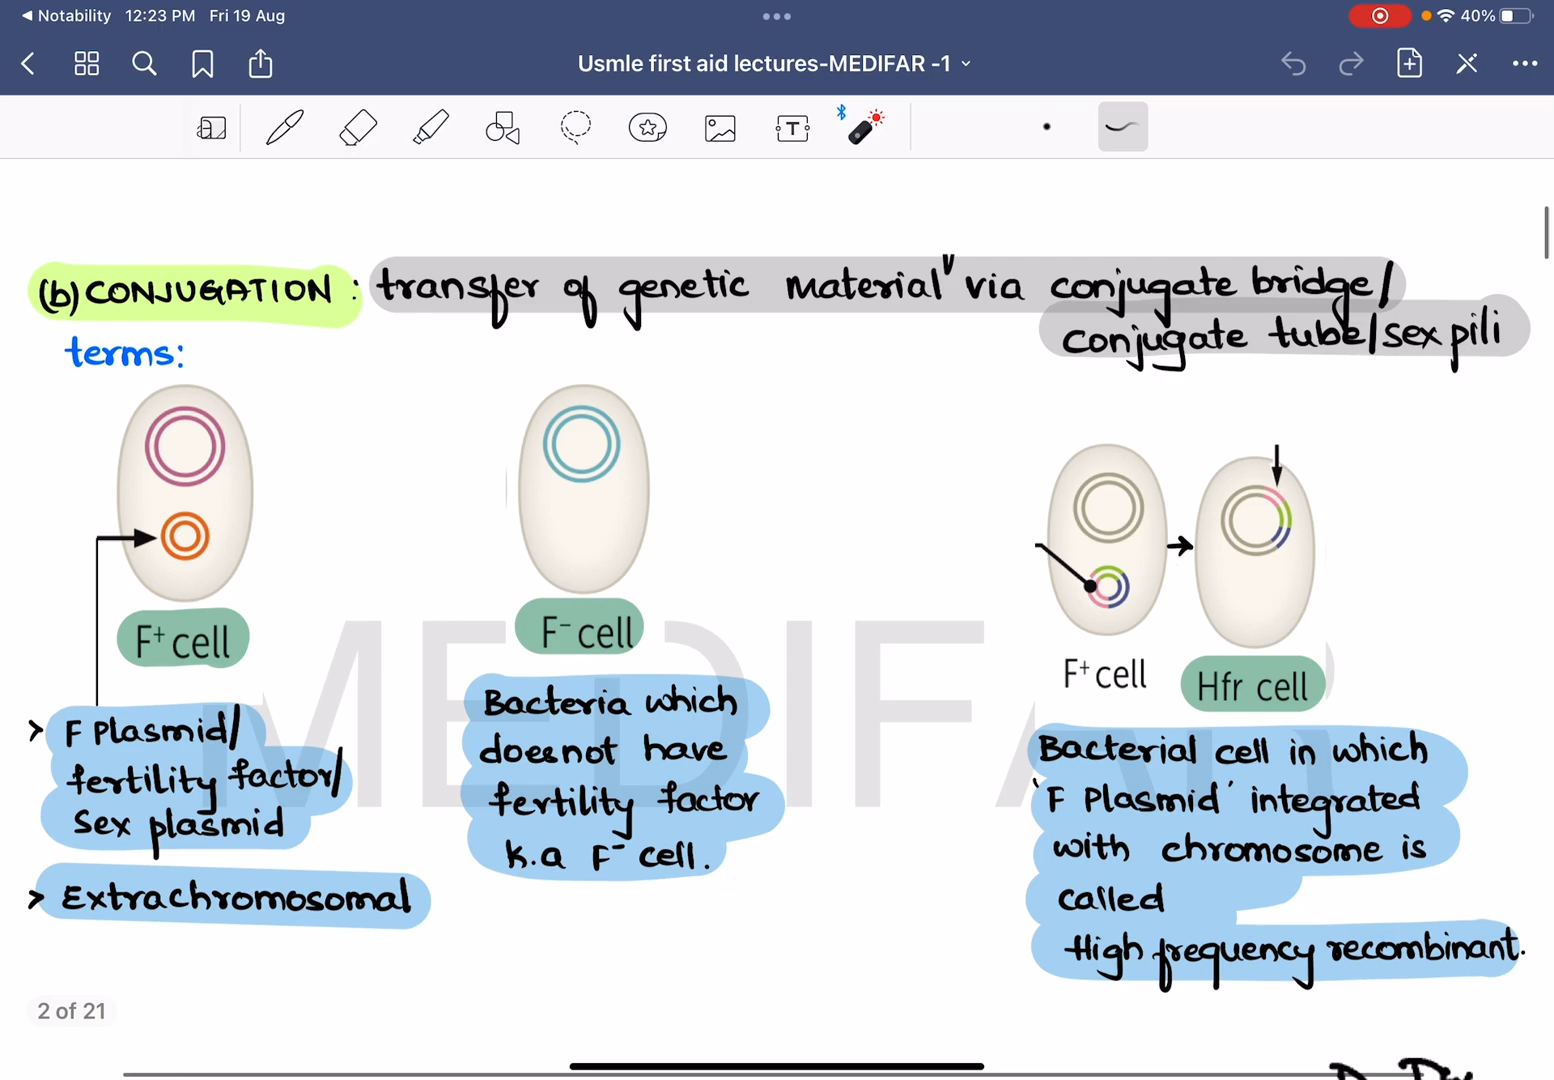 Notability 12:23 PM Fri 19 Aug
40%
Usmle first aid lectures-MEDIFAR -1
T
(b) CONJUGATION : transfer of genetic material via conjugate bridge/
conjugate tube/sex pili
terms:
F+ cell
F- cell
F+ cell
Hfr cell
> F Plasmid/
fertility factor/
Sex plasmid
> Extrachromosomal
Bacteria which
doesnot have
fertility factor
k.a F- cell.
Bacterial cell in which
'F Plasmid' integrated
with chromosome is
called
High frequency recombinant.
MEDIFAR
2 of 21